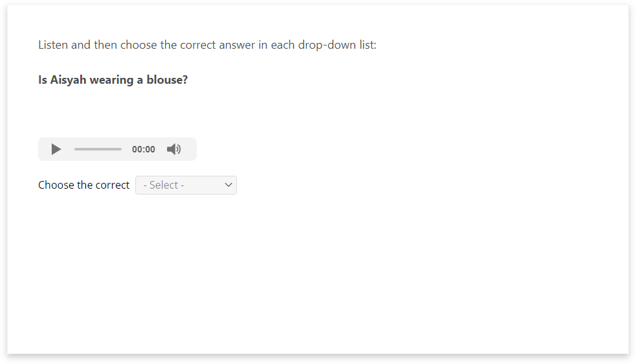 Listen and then choose the correct answer in each drop-down list:
Is Aisyah wearing a blouse?
00:00
Choose the correct - Select -